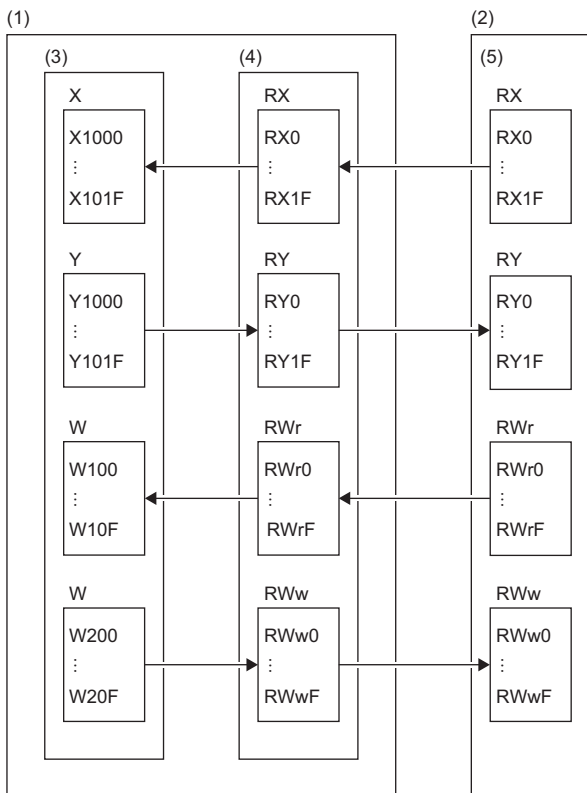 (1) (2)
(3) (4) (5)
X RX RX
X1000 RX0 RX0
⋮ ⋮ ⋮
X101F RX1F RX1F
Y RY RY
Y1000 RY0 RY0
⋮ ⋮ ⋮
Y101F RY1F RY1F
W RWr RWr
W100 RWr0 RWr0
⋮ ⋮ ⋮
W10F RWrF RWrF
W RWw RWw
W200 RWw0 RWw0
⋮ ⋮ ⋮
W20F RWwF RWwF